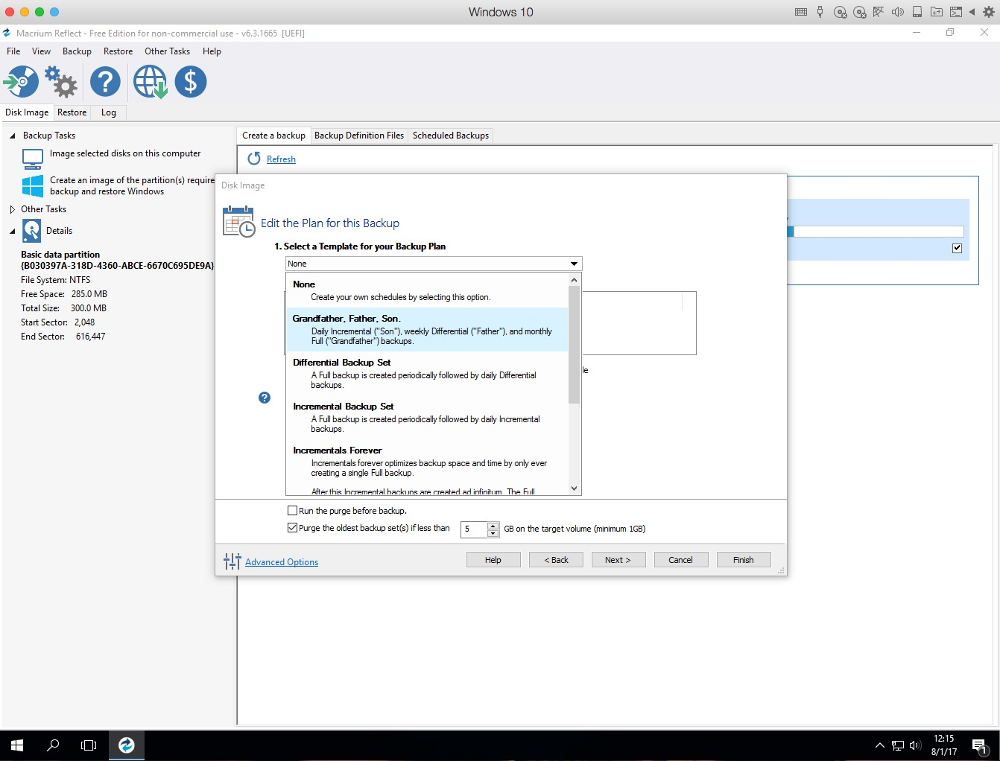 Windows 10
Macrium Reflect - Free Edition for non-commercial use - v6.3.1665 [UEFI]
File View Backup Restore Other Tasks Help
Disk Image Restore Log
Backup Tasks
Image selected disks on this computer
Create an image of the partition(s) require
backup and restore Windows
Other Tasks
Details
Basic data partition
{B030397A-318D-4360-ABCE-6670C695DE9A}
File System: NTFS
Free Space: 285.0 MB
Total Size: 300.0 MB
Start Sector: 2,048
End Sector: 616,447
Create a backup Backup Definition Files Scheduled Backups
Refresh
Disk Image
Edit the Plan for this Backup
1. Select a Template for your Backup Plan
None
None
Create your own schedules by selecting this option.
Grandfather, Father, Son.
Daily Incremental ("Son"), weekly Differential ("Father"), and monthly
Full ("Grandfather") backups.
Differential Backup Set
A Full backup is created periodically followed by daily Differential
backups.
Incremental Backup Set
A Full backup is created periodically followed by daily Incremental
backups.
Incrementals Forever
Incrementals forever optimizes backup space and time by only ever
creating a single Full backup.
After this Incremental backups are created ad infinitum. The Full
le
Run the purge before backup.
Purge the oldest backup set(s) if less than 5 GB on the target volume (minimum 1GB)
Advanced Options
Help < Back Next > Cancel Finish
12:15
8/1/17
1